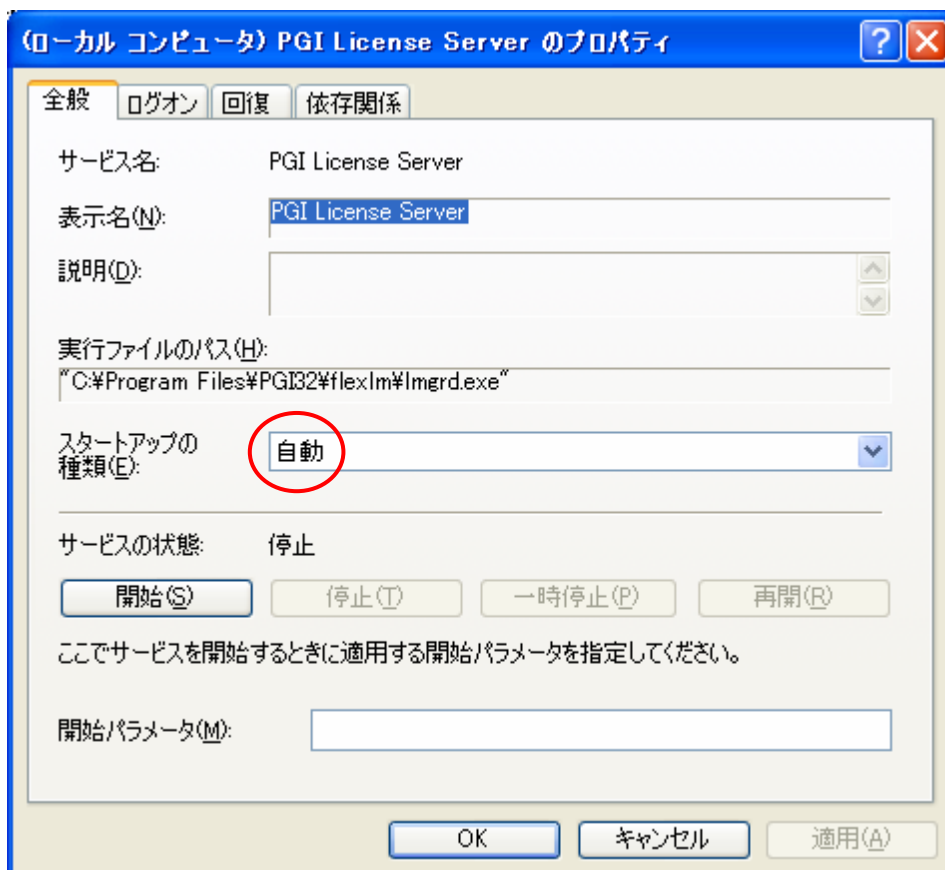 (ローカル コンピュータ) PGI License Server のプロパティ
全般 ログオン 回復 依存関係
サービス名: PGI License Server
表示名(N): PGI License Server
説明(D):
実行ファイルのパス(H):
"C:¥Program Files¥PGI32¥flexlm¥lmgrd.exe"
スタートアップの
種類(E): 自動
サービスの状態: 停止
開始(S) 停止(T) 一時停止(P) 再開(R)
ここでサービスを開始するときに適用する開始パラメータを指定してください。
開始パラメータ(M):
OK キャンセル 適用(A)